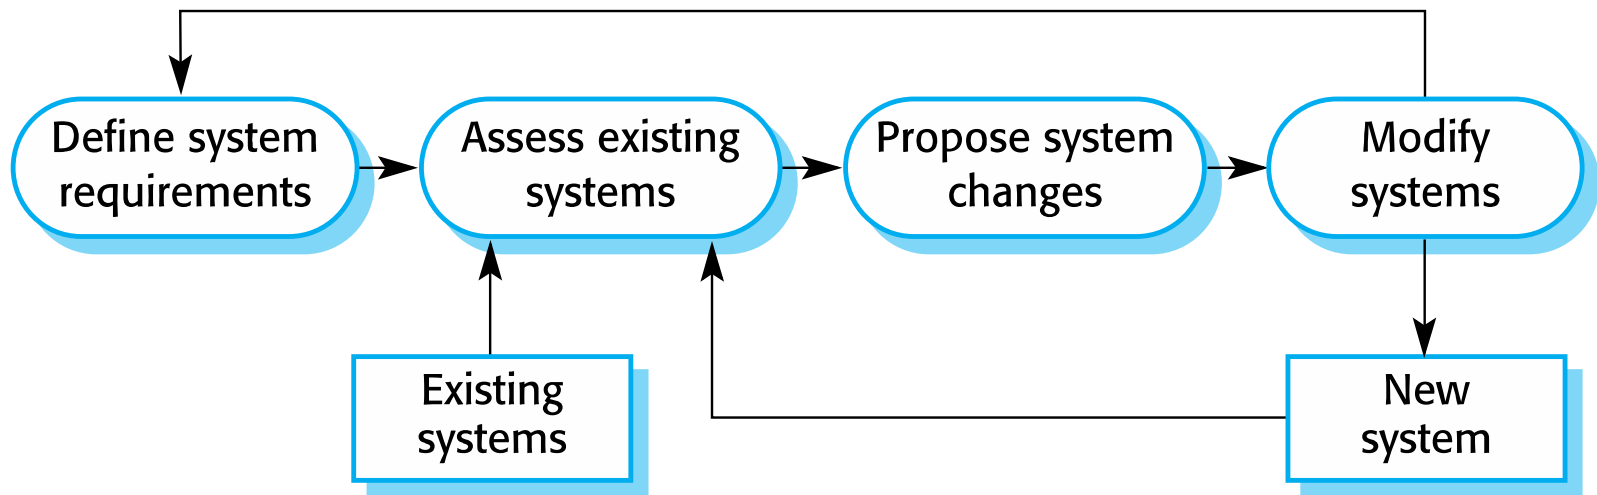 Define system
requirements
Assess existing
systems
Propose system
changes
Modify
systems
Existing
systems
New
system